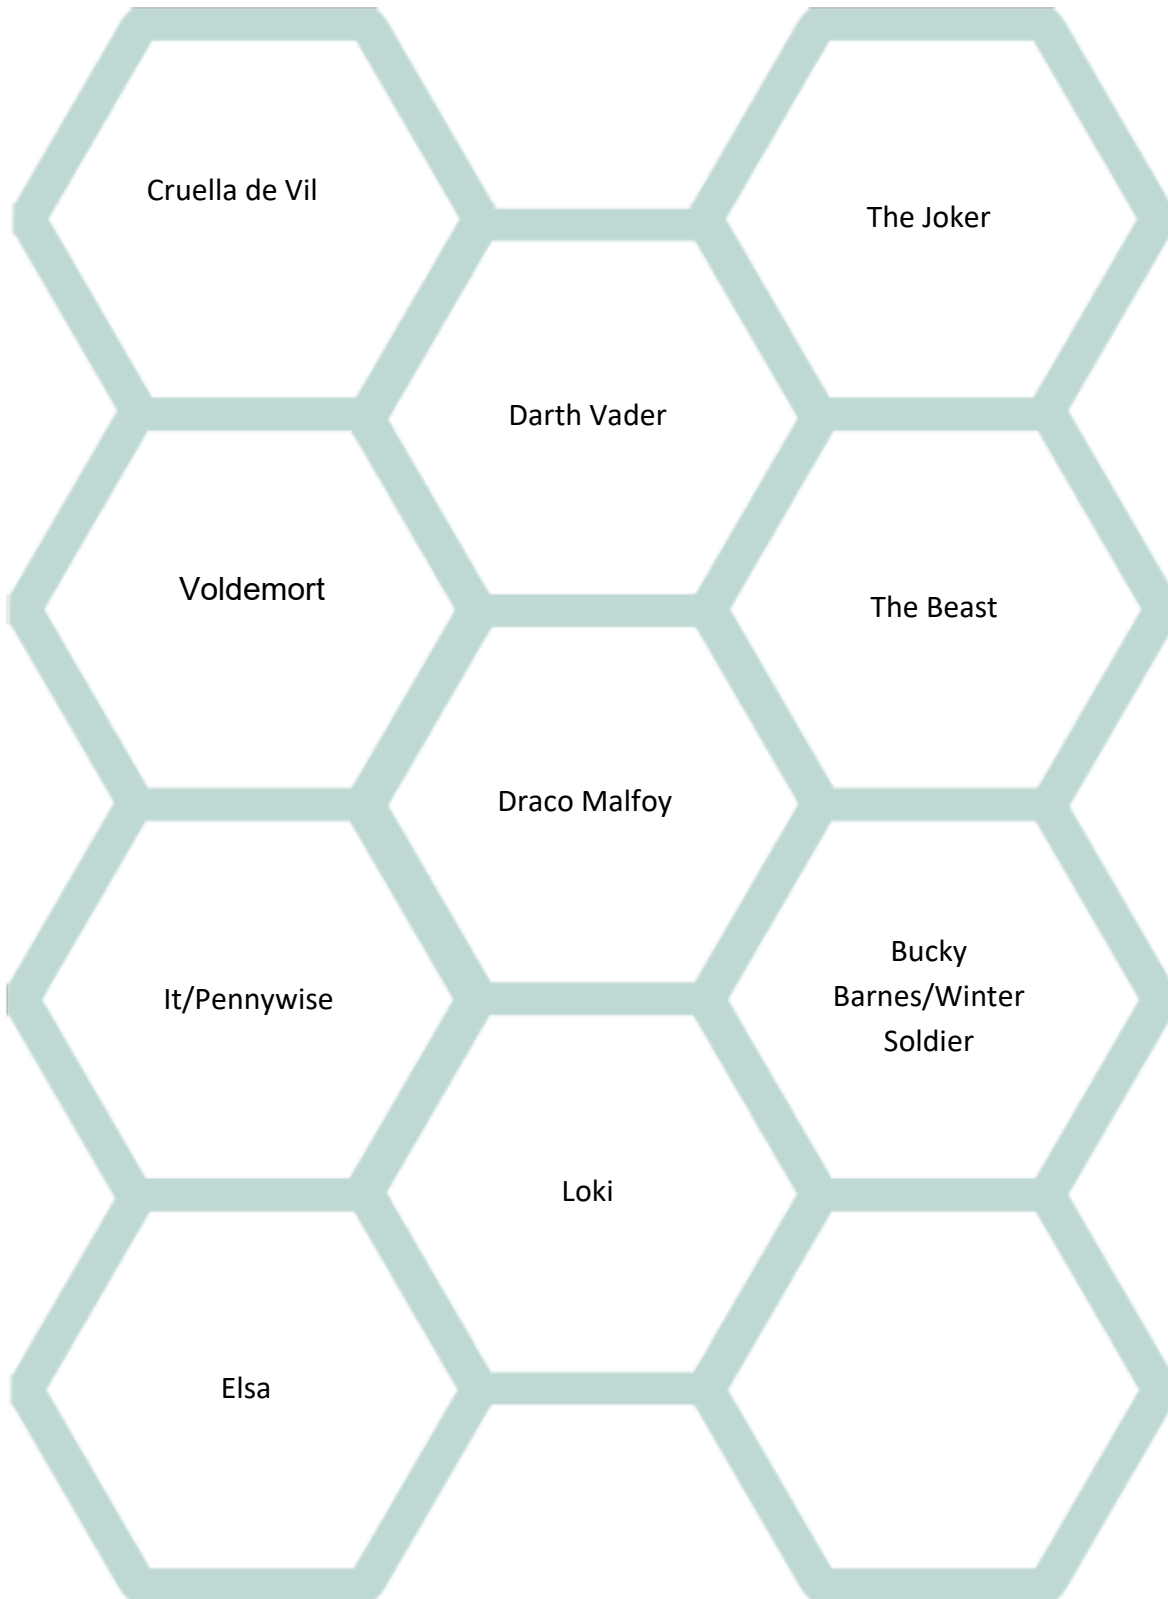 Cruella de Vil
The Joker
Darth Vader
Voldemort
The Beast
Draco Malfoy
It/Pennywise
Bucky
Barnes/Winter
Soldier
Loki
Elsa